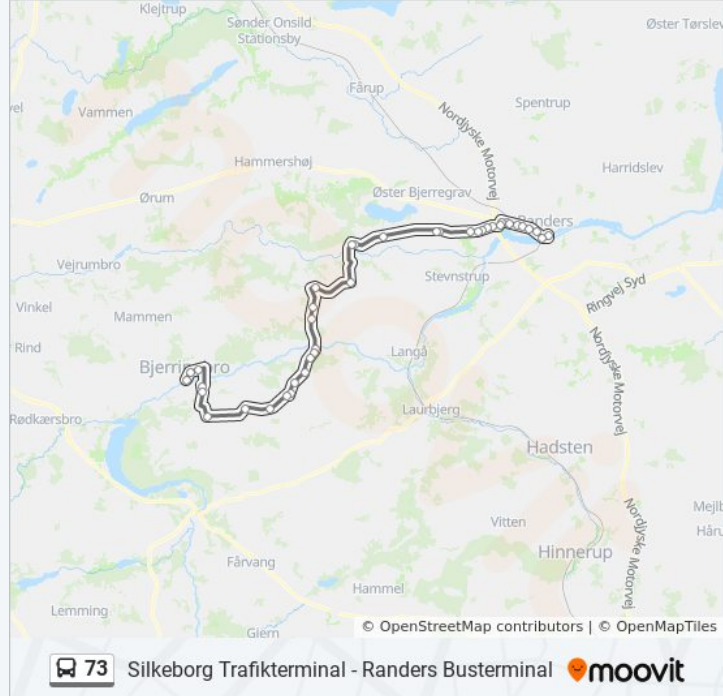 Klejtrup
Sønder Onsild
Stationsby
Øster Tørslev
Fårup
Nordjyske Motorvej
Spentrup
Vammen
Hammershøj
Harridslev
Øster Bjerregrav
Ørum
Randers
Vejrumbro
Stevnstrup
Ringvej Syd
Vinkel
Mammen
Nordjyske Motorvej
Rind
Langå
Laurbjerg
Rødkærsbro
Hadsten
Nordjyske Motorvej
Vitten
Hinnerup
Fårvang
Hammel
Lemming
Gjern
© OpenStreetMap contributors | © OpenMapTiles
73 Silkeborg Trafikterminal - Randers Busterminal moovit